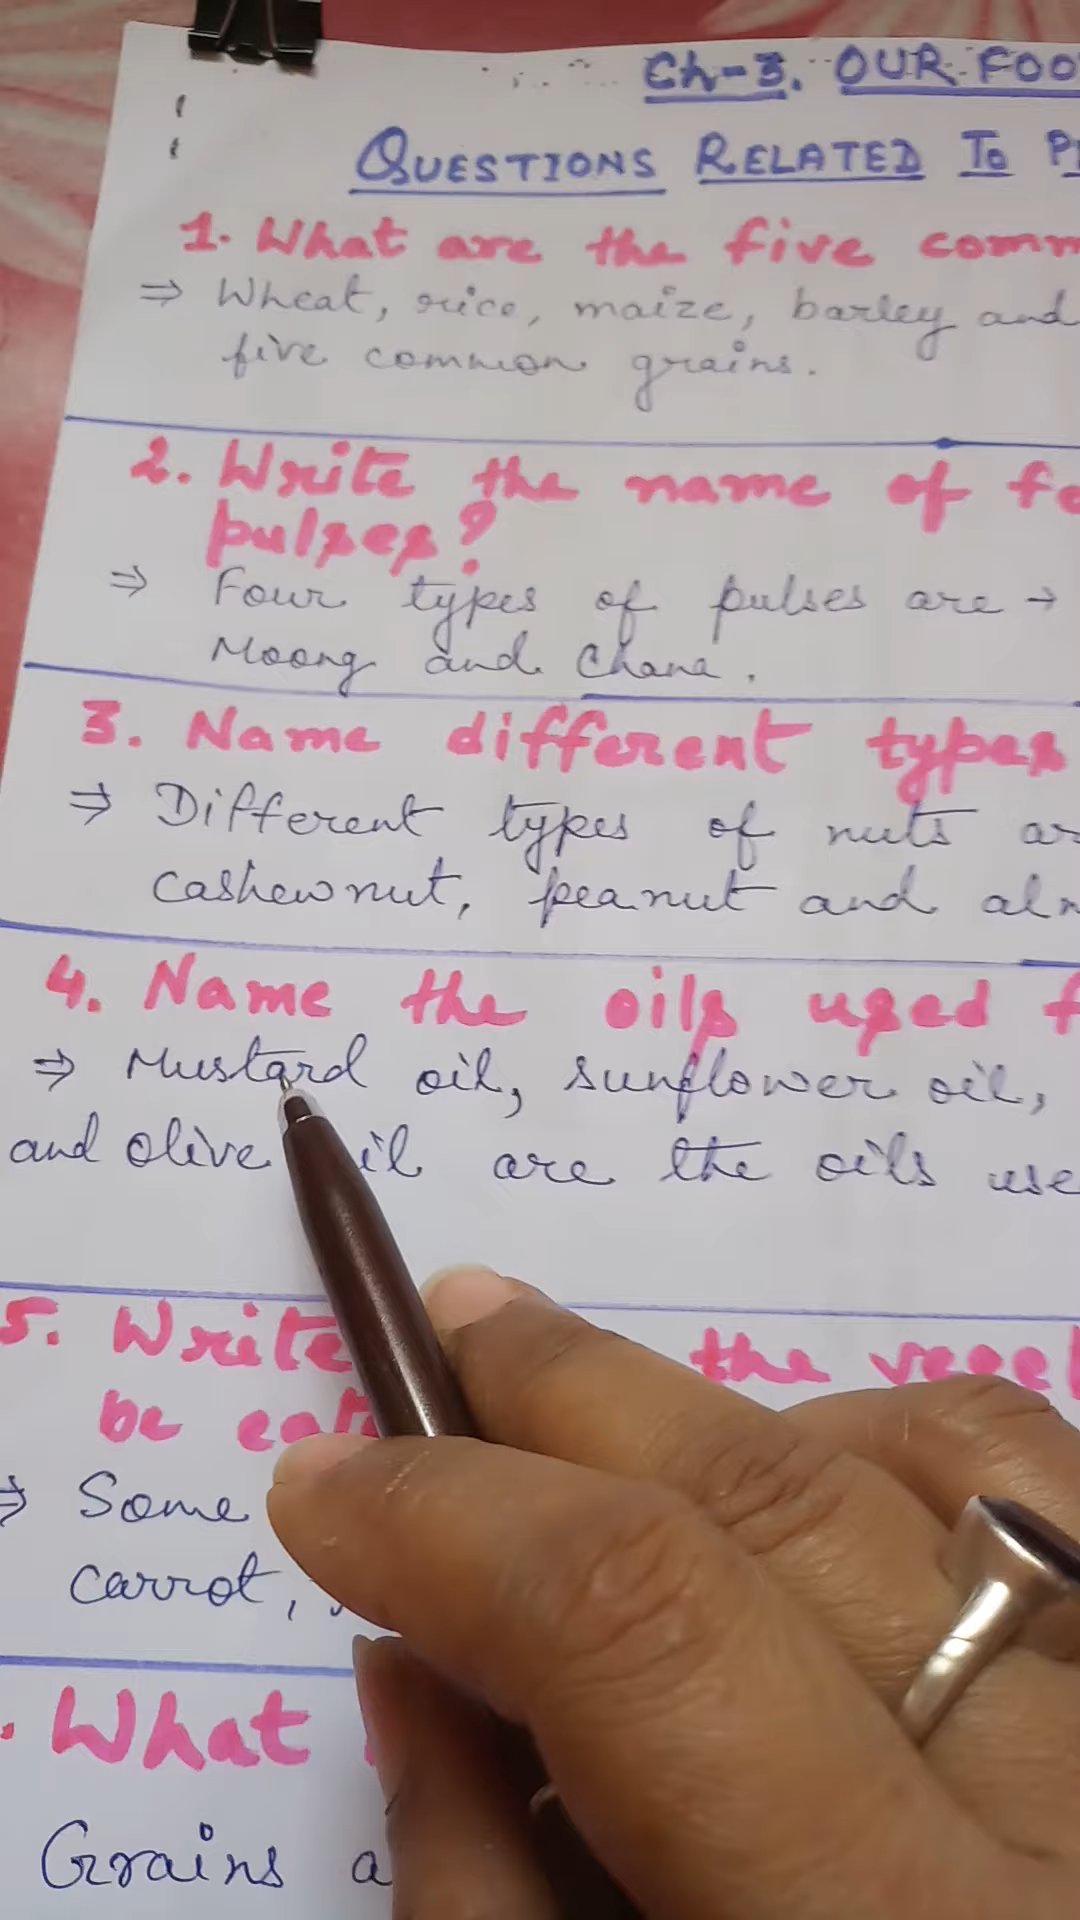 Ch-3. OUR FOO
QUESTIONS RELATED TO
1. What are the five comm
⇒ Wheat, rice, maize, barley and
five common grains.
2. Write the name of fo
pulses?
⇒ Four types of pulses are →
Moong and Chana.
3. Name different types
⇒ Different types of nuts ar
cashewnut, peanut and alm
4. Name the oils used f
⇒ Mustard oil, sunflower oil,
and olive oil are the oils use
5. Write the
be
⇒ Some
carrot,
What
Grains a